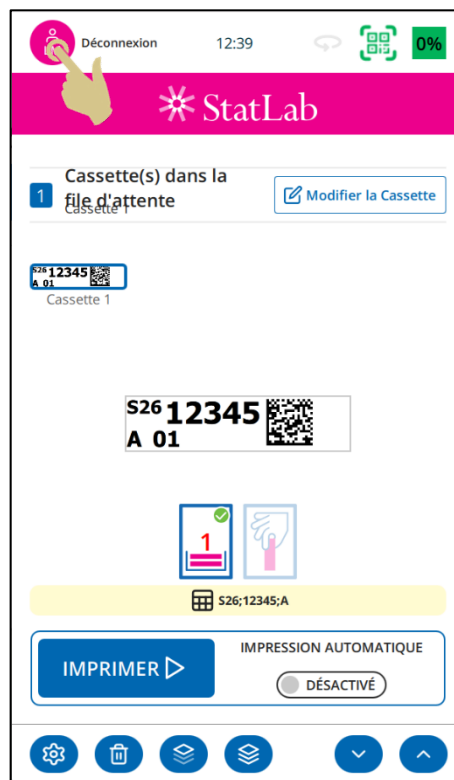 Déconnexion 12:39 0%
StatLab
1 Cassette(s) dans la file d'attente
Cassette 1
Modifier la Cassette
S26 12345
A 01
Cassette 1
S26 12345
A 01
1
S26;12345;A
IMPRIMER
IMPRESSION AUTOMATIQUE
DÉSACTIVÉ